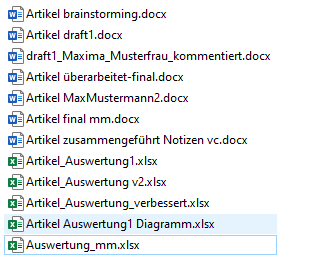 Artikel brainstorming.docx
Artikel draft1.docx
draft1_Maxima_Musterfrau_kommentiert.docx
Artikel überarbeitet-final.docx
Artikel MaxMustermann2.docx
Artikel final mm.docx
Artikel zusammengeführt Notizen vc.docx
Artikel_Auswertung1.xlsx
Artikel_Auswertung v2.xlsx
Artikel_Auswertung_verbessert.xlsx
Artikel Auswertung1 Diagramm.xlsx
Auswertung_mm.xlsx